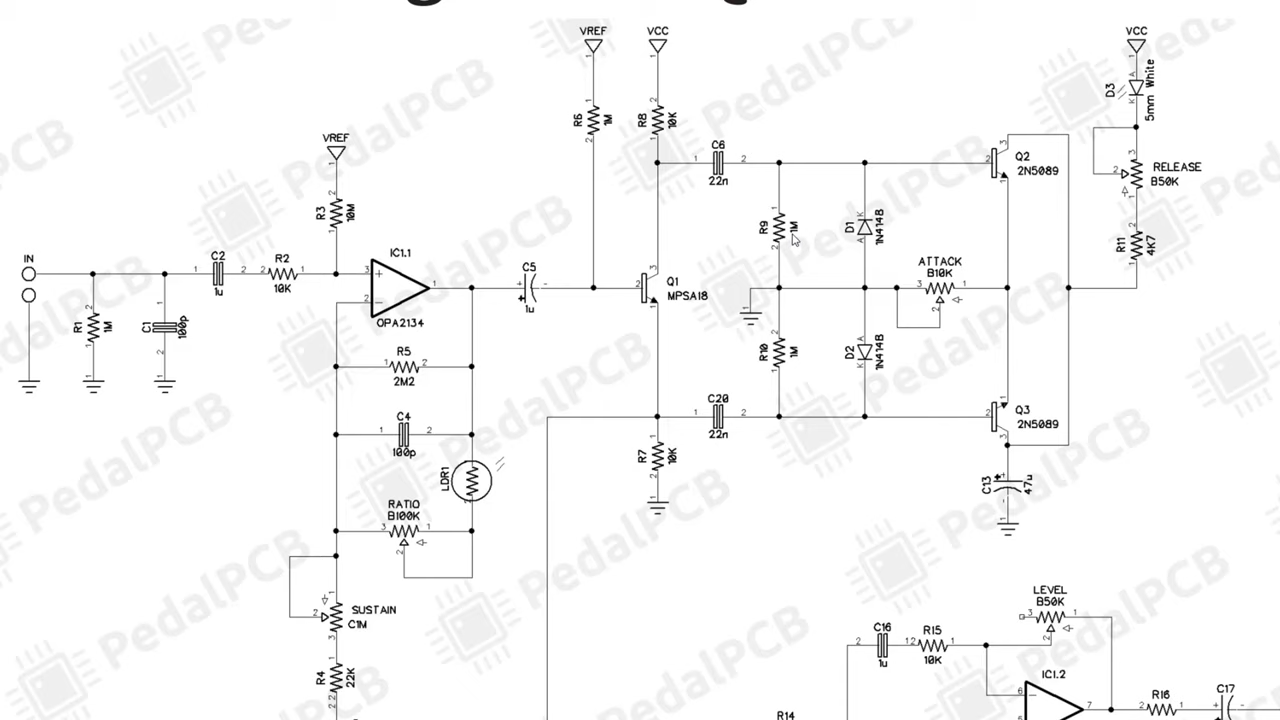 VREF
VCC
VCC
D3
5mm White
R6
1M
R8
10K
VREF
C6
22n
Q2
2N5089
RELEASE
B50K
R3
10M
R9
1M
D1
1N4148
R11
4K7
IN
C2
1u
R2
10K
IC1.1
OPA2134
C5
1u
Q1
MPSA18
ATTACK
B10K
R1
1M
C1
100p
R5
2M2
R10
1M
D2
1N4148
C4
100p
C20
22n
Q3
2N5089
LDR1
R7
10K
C13
47u
RATIO
B100K
SUSTAIN
C1M
R4
22K
LEVEL
B50K
C16
1u
R15
10K
IC1.2
R14
R16
C17
PedalPCB